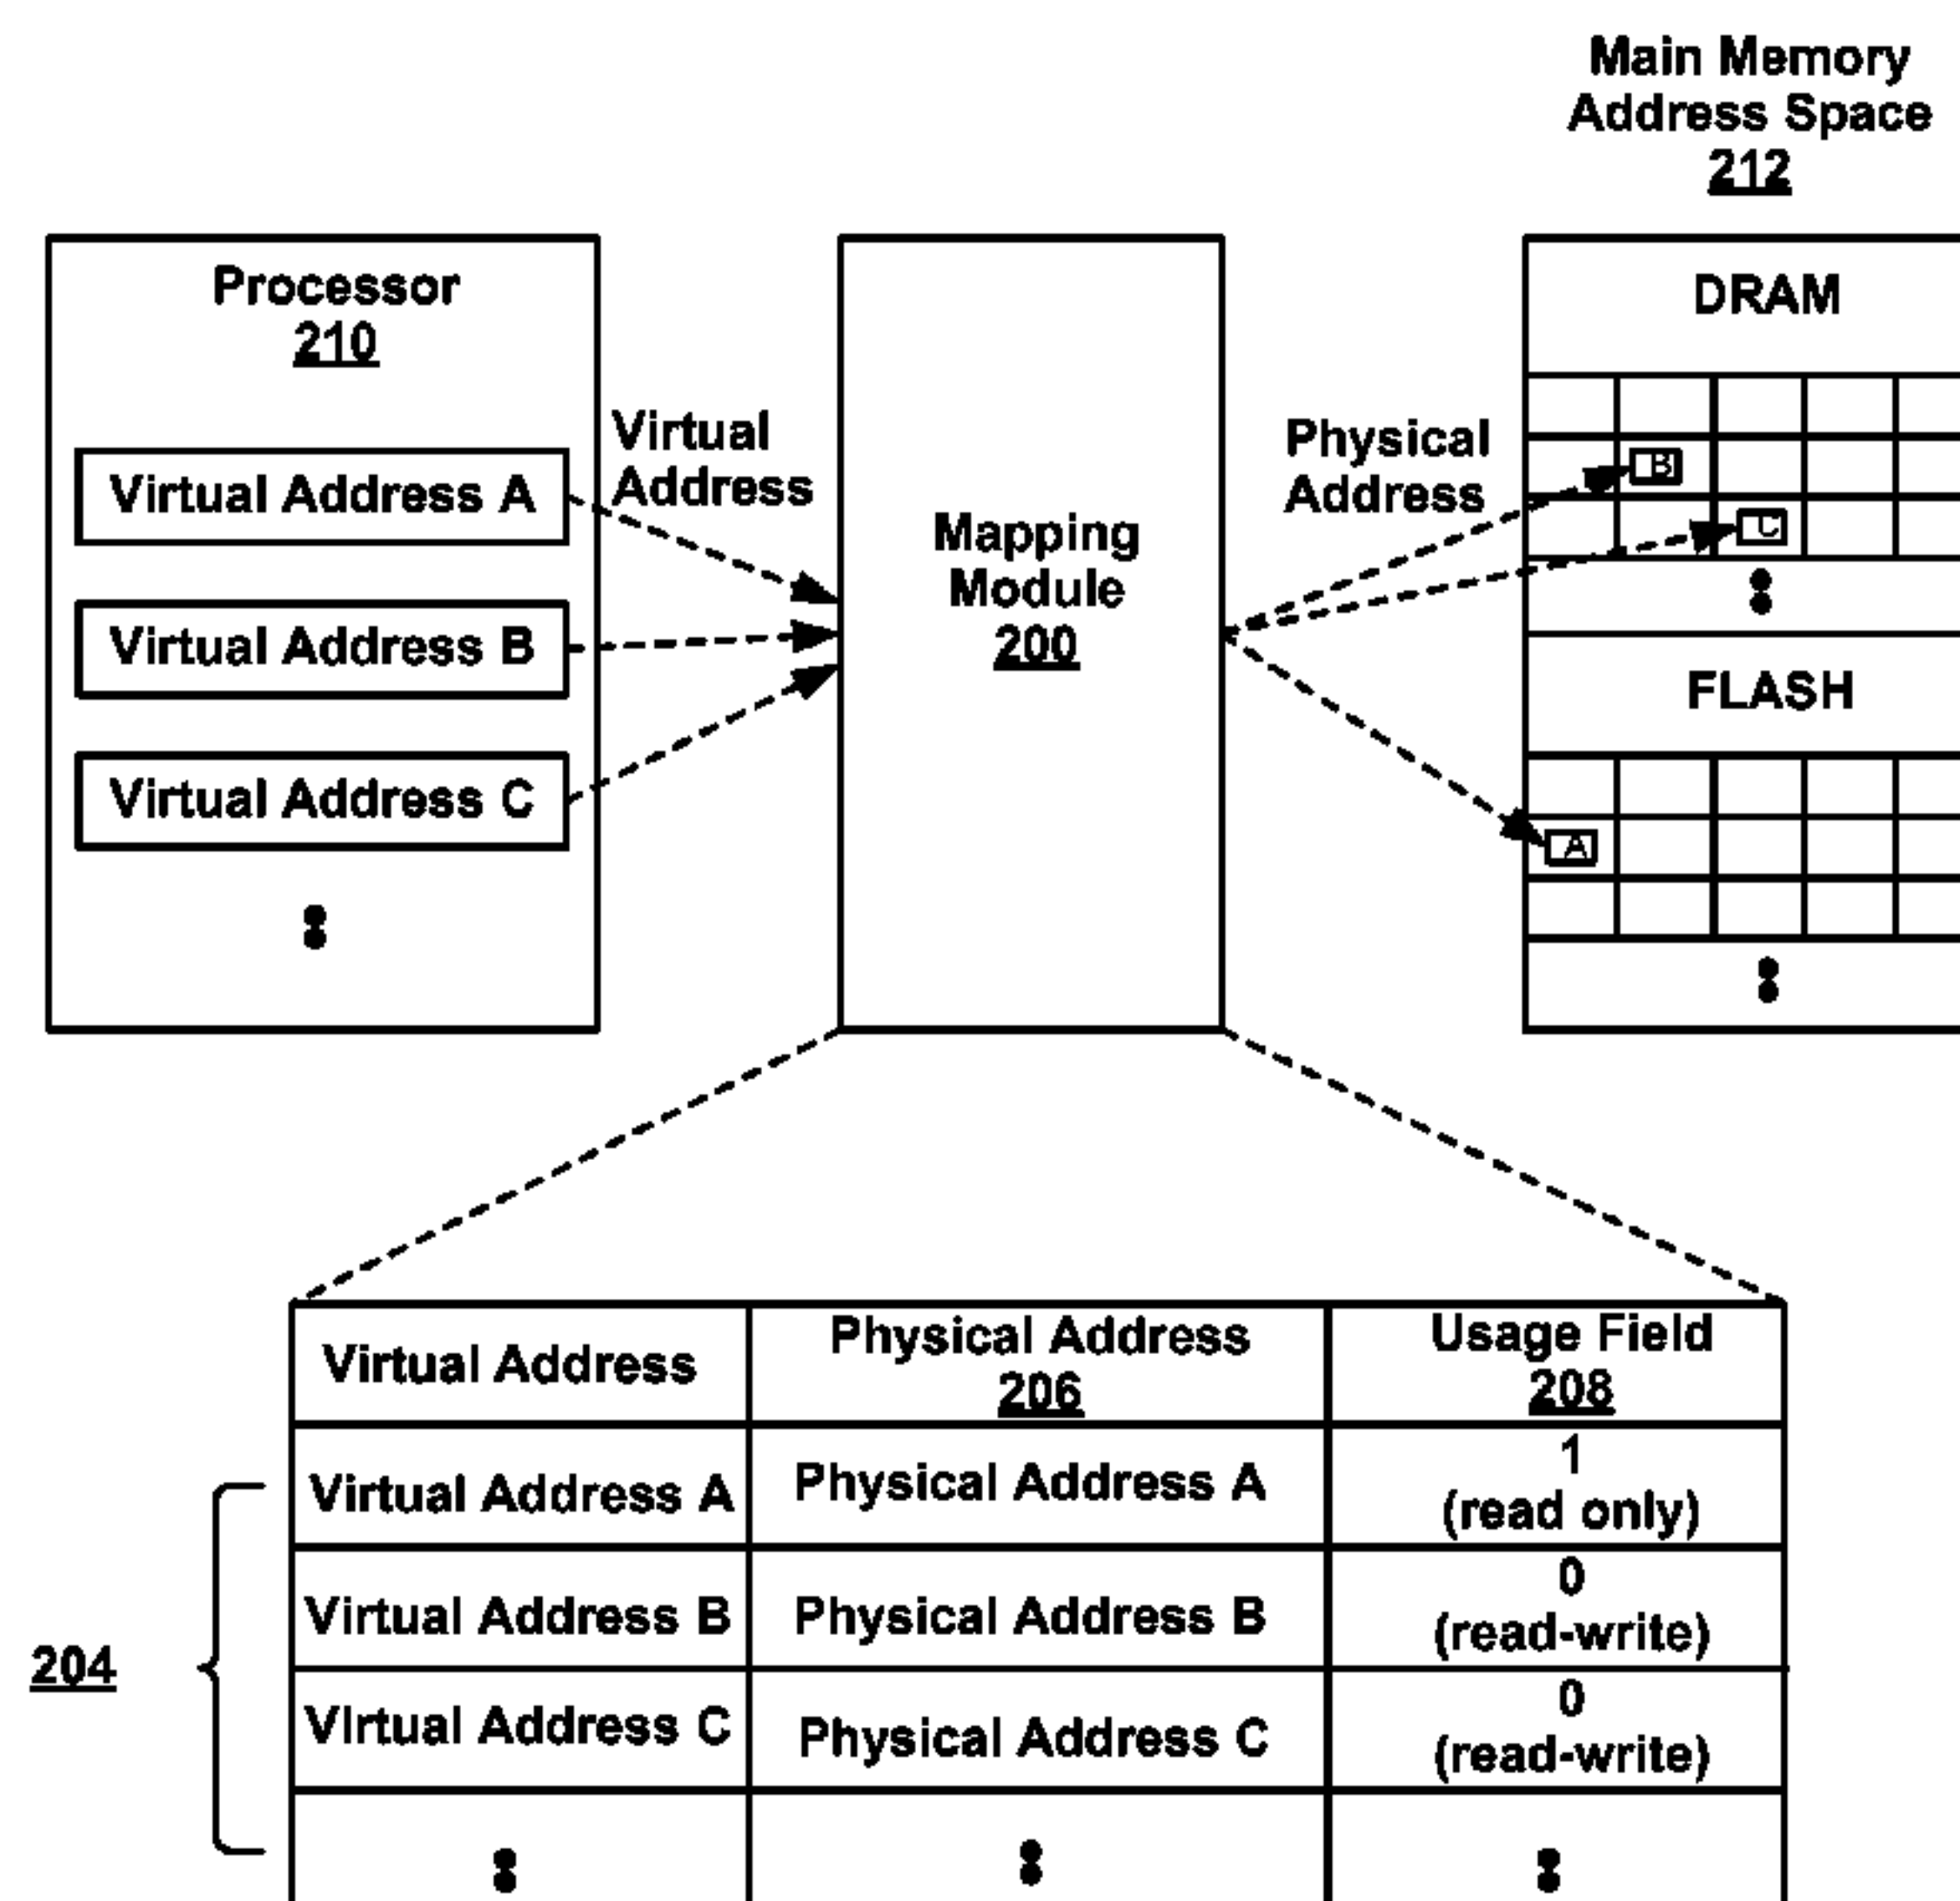 Main Memory
Address Space
212
Processor
210
Virtual Address A
Virtual Address B
Virtual Address C
Virtual
Address
Mapping
Module
200
Physical
Address
DRAM
B
C
FLASH
A
Virtual Address
Physical Address
206
Usage Field
208
Virtual Address A
Physical Address A
1
(read only)
Virtual Address B
Physical Address B
0
(read-write)
Virtual Address C
Physical Address C
0
(read-write)
204